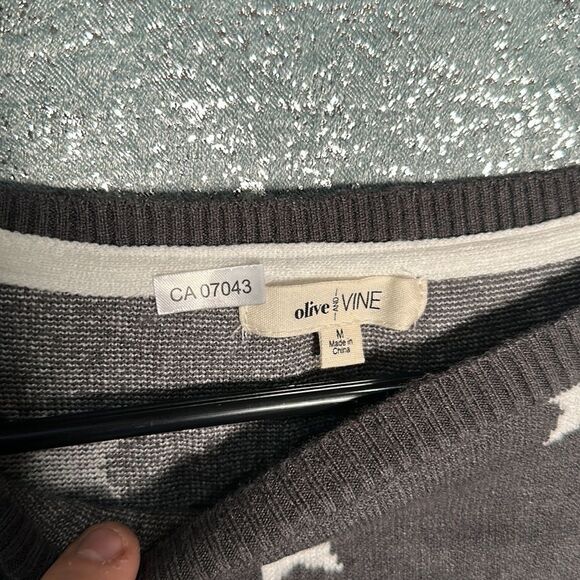 CA 07043
olive AND VINE
M
Made in
China